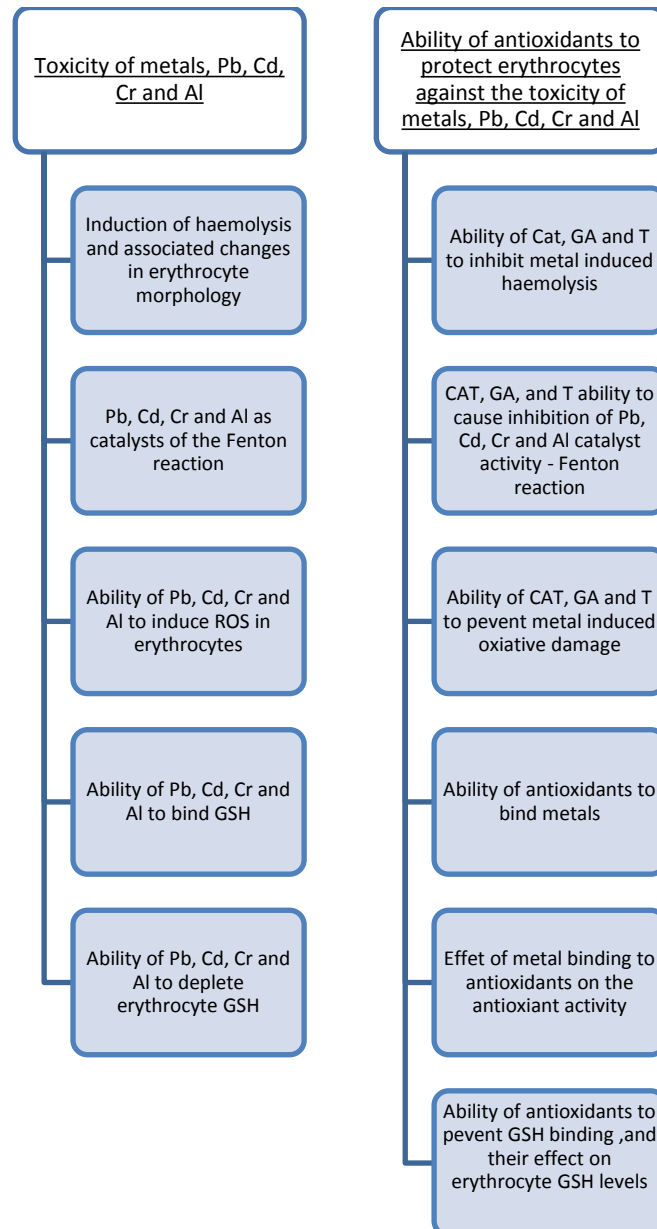 Toxicity of metals, Pb, Cd,
Cr and Al
Induction of haemolysis
and associated changes
in erythrocyte
morphology
Pb, Cd, Cr and Al as
catalysts of the Fenton
reaction
Ability of Pb, Cd, Cr and
Al to induce ROS in
erythrocytes
Ability of Pb, Cd, Cr and
Al to bind GSH
Ability of Pb, Cd, Cr and
Al to deplete
erythrocyte GSH
Ability of antioxidants to
protect erythrocytes
against the toxicity of
metals, Pb, Cd, Cr and Al
Ability of Cat, GA and T
to inhibit metal induced
haemolysis
CAT, GA, and T ability to
cause inhibition of Pb,
Cd, Cr and Al catalyst
activity - Fenton
reaction
Ability of CAT, GA and T
to pevent metal induced
oxiative damage
Ability of antioxidants to
bind metals
Effet of metal binding to
antioxidants on the
antioxiant activity
Ability of antioxidants to
pevent GSH binding ,and
their effect on
erythrocyte GSH levels